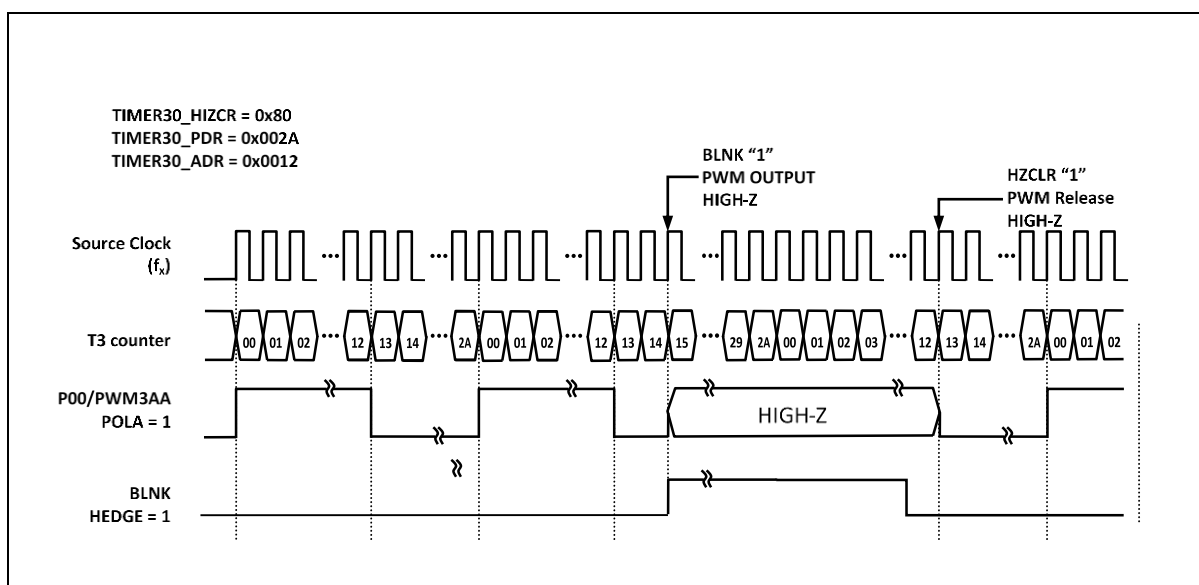 TIMER30_HIZCR = 0x80
TIMER30_PDR = 0x002A
TIMER30_ADR = 0x0012
BLNK “1”
PWM OUTPUT
HIGH-Z
HZCLR “1”
PWM Release
HIGH-Z
Source Clock
(fx)
... ... ... ... ... ...
T3 counter
00 01 02 ... 12 13 14 ... 2A 00 01 02 ... 12 13 14 15 ... 29 2A 00 01 02 03 ... 12 13 14 ... 2A 00 01 02
P00/PWM3AA
POLA = 1
HIGH-Z
BLNK
HEDGE = 1